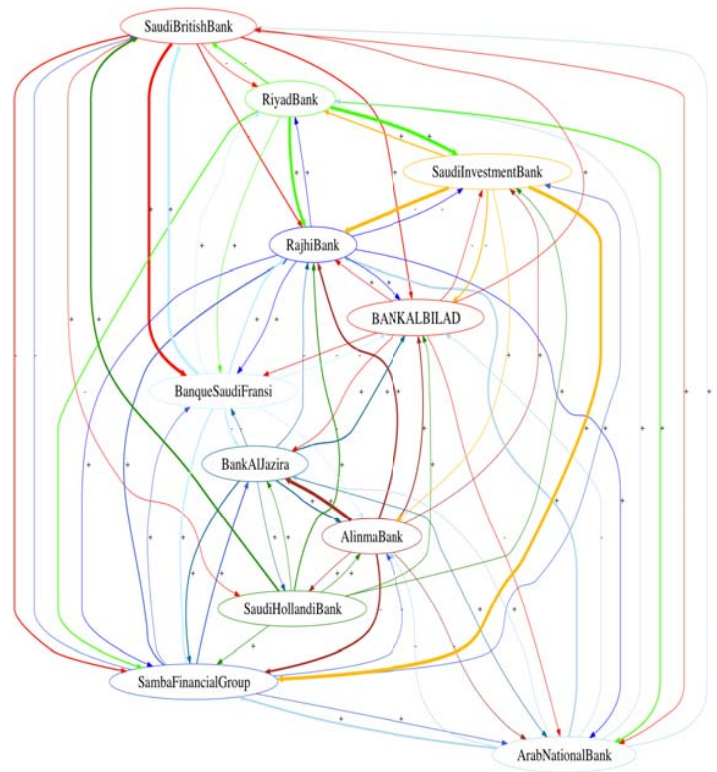 SaudiBritishBank
RiyadBank
SaudiInvestmentBank
RajhiBank
BANKALBILAD
BanqueSaudiFransi
BankAlJazira
AlinmaBank
SaudiHollandiBank
SambaFinancialGroup
ArabNationalBank